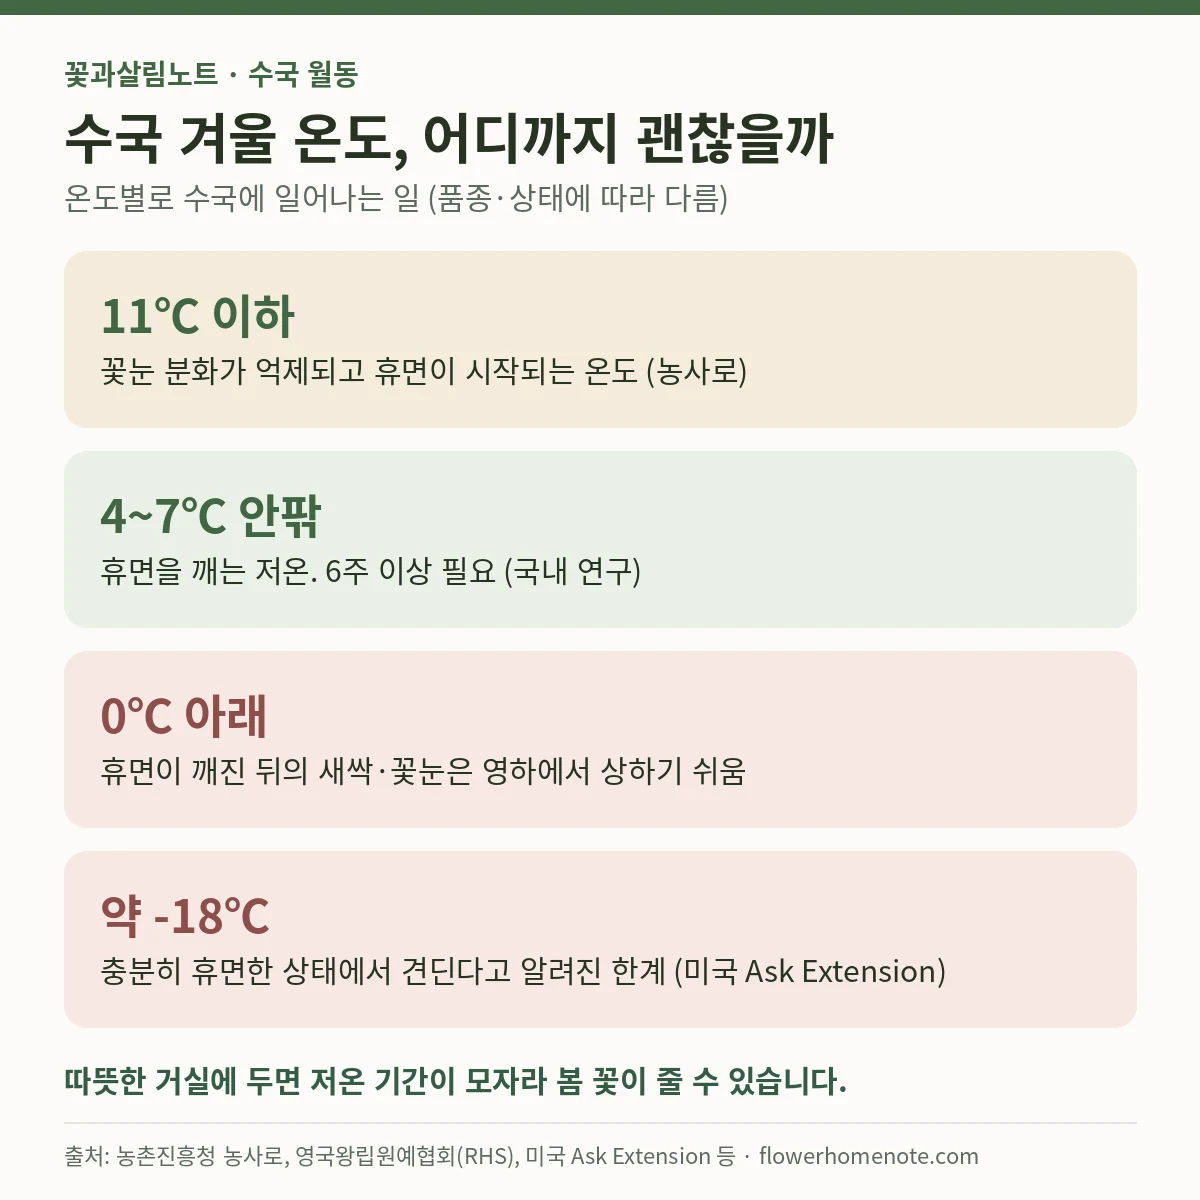 꽃과살림노트 · 수국 월동
수국 겨울 온도, 어디까지 괜찮을까
온도별로 수국에 일어나는 일 (품종·상태에 따라 다름)
11℃ 이하
꽃눈 분화가 억제되고 휴면이 시작되는 온도 (농사로)
4~7℃ 안팎
휴면을 깨는 저온. 6주 이상 필요 (국내 연구)
0℃ 아래
휴면이 깨진 뒤의 새싹·꽃눈은 영하에서 상하기 쉬움
약 -18℃
충분히 휴면한 상태에서 견딘다고 알려진 한계 (미국 Ask Extension)
따뜻한 거실에 두면 저온 기간이 모자라 봄 꽃이 줄 수 있습니다.
출처: 농촌진흥청 농사로, 영국왕립원예협회(RHS), 미국 Ask Extension 등 · flowerhomenote.com